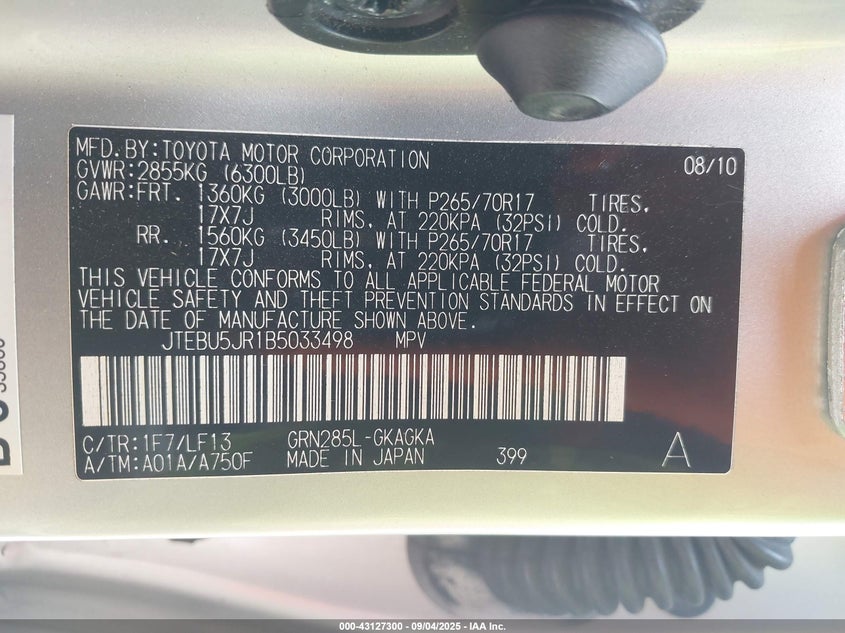 MFD.BY:TOYOTA MOTOR CORPORATION 08/10
GVWR:2855KG (6300LB)
GAWR:FRT. 1360KG (3000LB) WITH P265/70R17 TIRES,
17X7J RIMS, AT 220KPA (32PSI) COLD.
RR. 1560KG (3450LB) WITH P265/70R17 TIRES,
17X7J RIMS, AT 220KPA (32PSI) COLD.
THIS VEHICLE CONFORMS TO ALL APPLICABLE FEDERAL MOTOR
VEHICLE SAFETY AND THEFT PREVENTION STANDARDS IN EFFECT ON
THE DATE OF MANUFACTURE SHOWN ABOVE.
JTEBU5JR1B5033498 MPV
C/TR:1F7/LF13 GRN285L-GKAGKA
A/TM:A01A/A750F MADE IN JAPAN 399 A
000-43127300 - 09/04/2025 - IAA Inc.